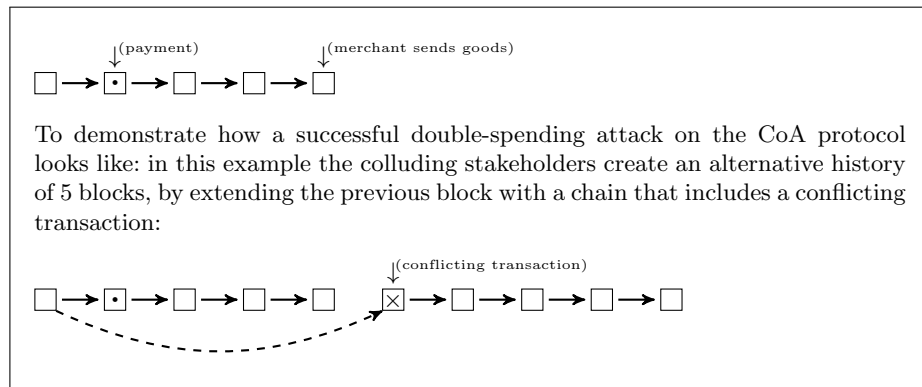 (payment) (merchant sends goods)
To demonstrate how a successful double-spending attack on the CoA protocol
looks like: in this example the colluding stakeholders create an alternative history
of 5 blocks, by extending the previous block with a chain that includes a conflicting
transaction:
(conflicting transaction)